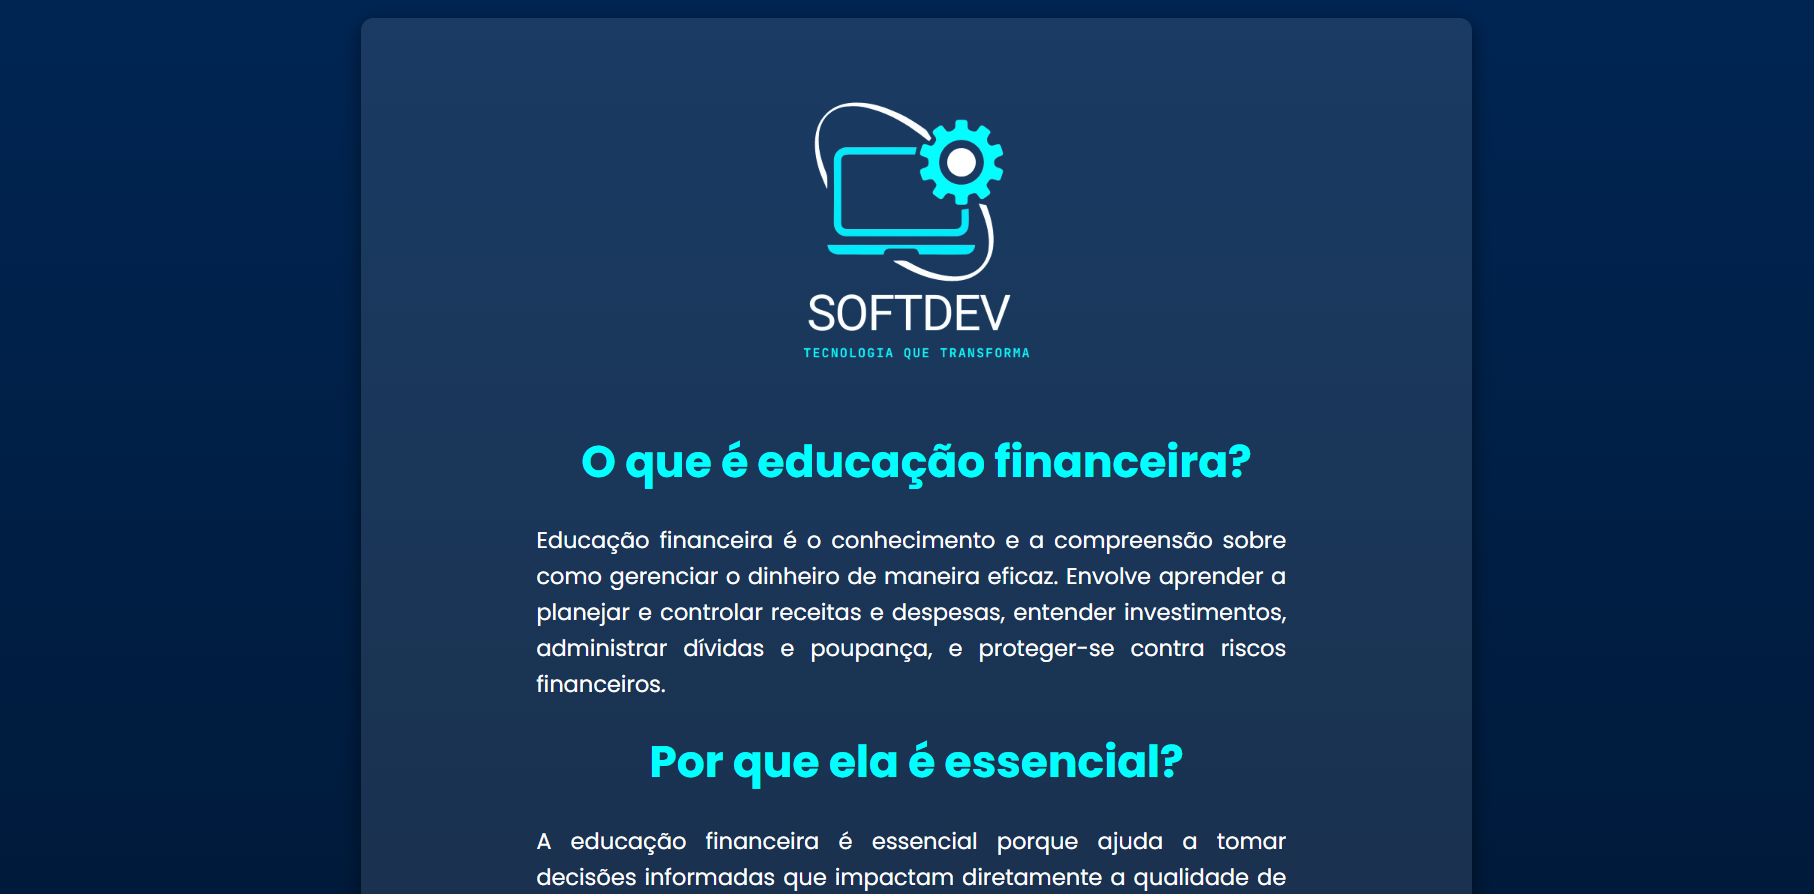 SOFTDEV
TECNOLOGIA QUE TRANSFORMA
O que é educação financeira?
Educação financeira é o conhecimento e a compreensão sobre
como gerenciar o dinheiro de maneira eficaz. Envolve aprender a
planejar e controlar receitas e despesas, entender investimentos,
administrar dívidas e poupança, e proteger-se contra riscos
financeiros.
Por que ela é essencial?
A educação financeira é essencial porque ajuda a tomar
decisões informadas que impactam diretamente a qualidade de